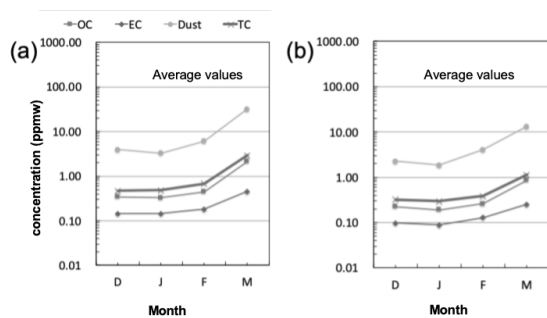 OC EC Dust TC
(a)
Average values
concentration (ppmw)
1000.00
100.00
10.00
1.00
0.10
0.01
D J F M
Month
(b)
Average values
1000.00
100.00
10.00
1.00
0.10
0.01
D J F M
Month